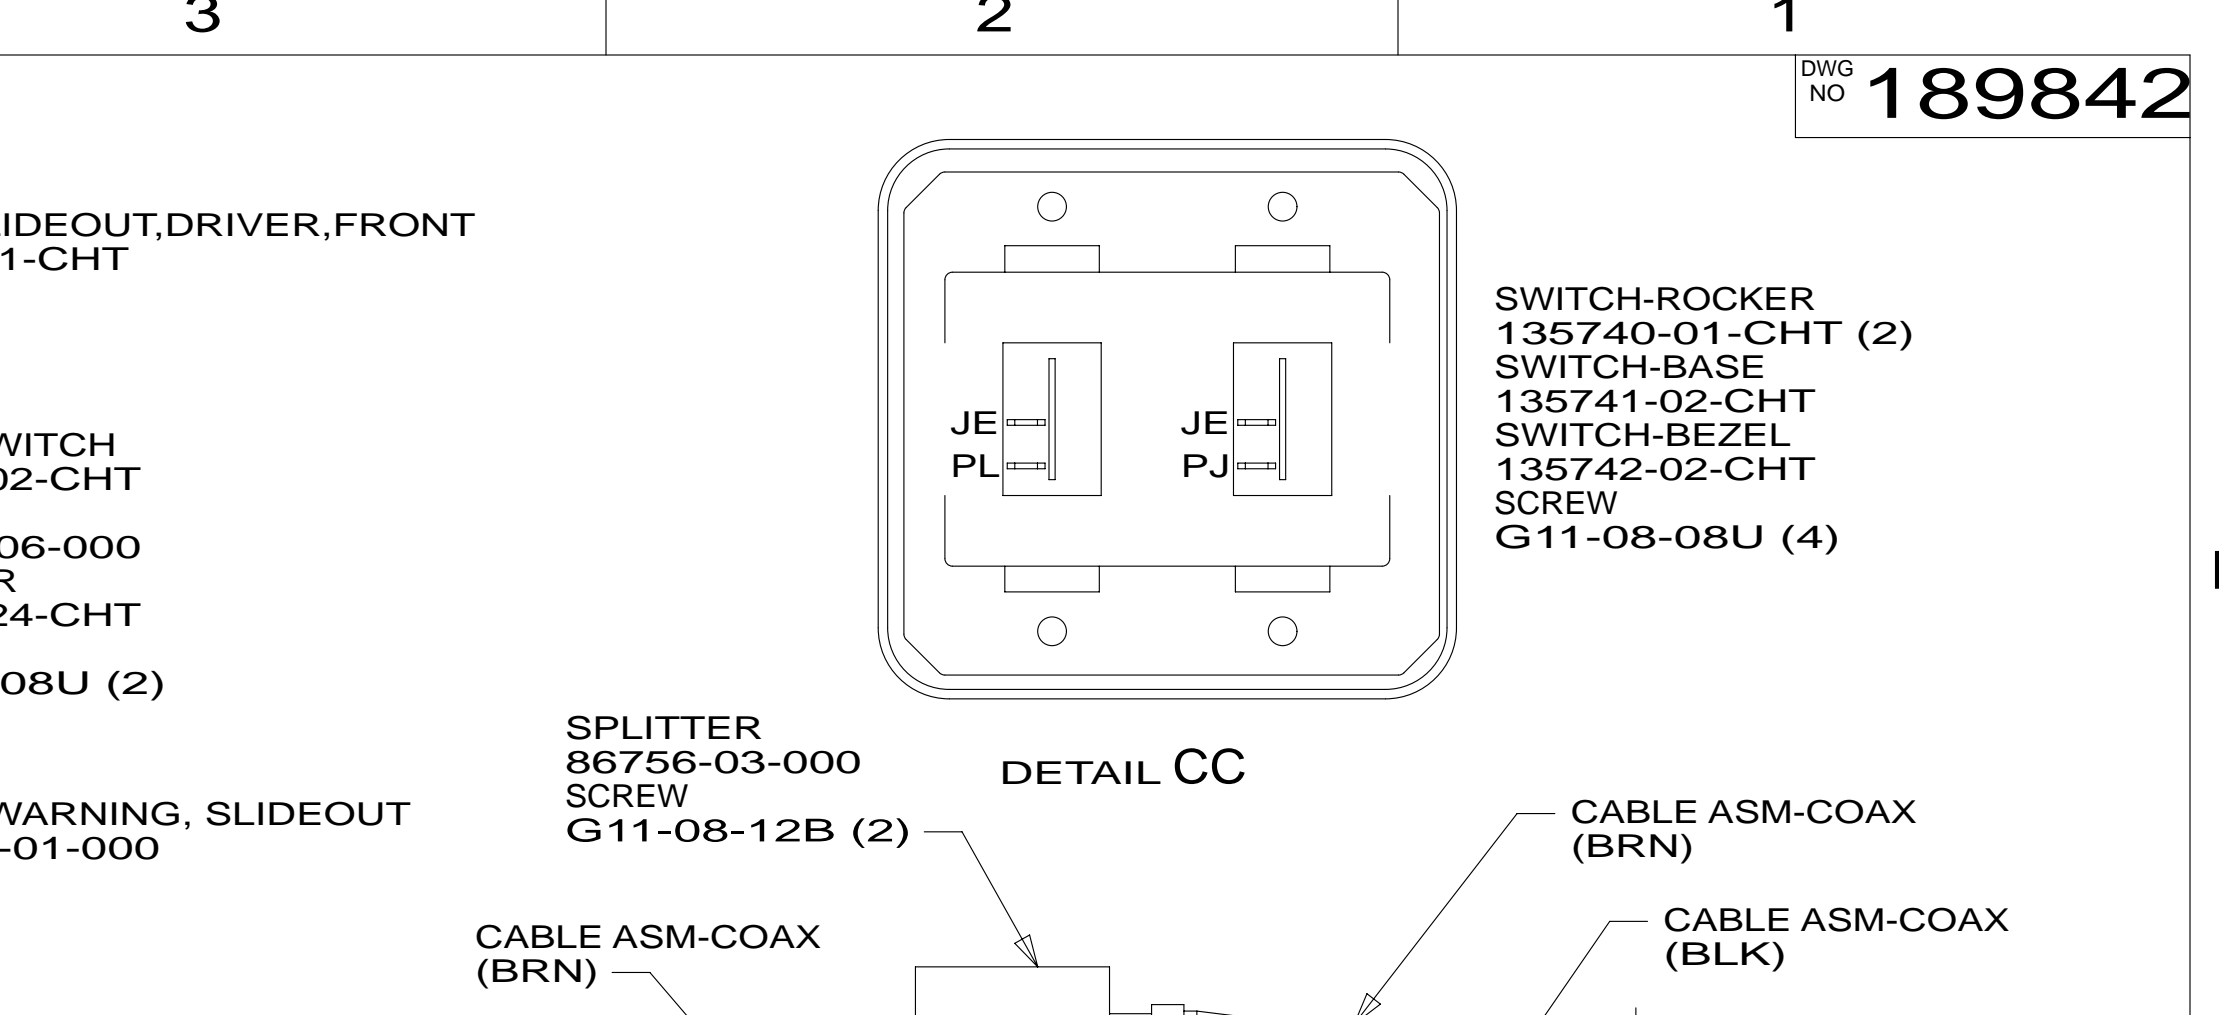 3
2
1
DWG NO 189842
LIDEOUT,DRIVER,FRONT
1-CHT
WITCH
02-CHT
06-000
R
24-CHT
08U (2)
WARNING, SLIDEOUT
-01-000
JE
PL
JE
PJ
SWITCH-ROCKER
135740-01-CHT (2)
SWITCH-BASE
135741-02-CHT
SWITCH-BEZEL
135742-02-CHT
SCREW
G11-08-08U (4)
DETAIL CC
SPLITTER
86756-03-000
SCREW
G11-08-12B (2)
CABLE ASM-COAX
(BRN)
CABLE ASM-COAX
(BRN)
CABLE ASM-COAX
(BLK)